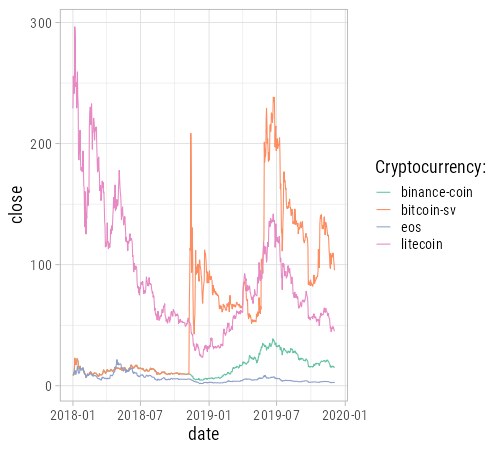 300
200
100
0
close
2018-01
2018-07
2019-01
2019-07
2020-01
date
Cryptocurrency:
binance-coin
bitcoin-sv
eos
litecoin